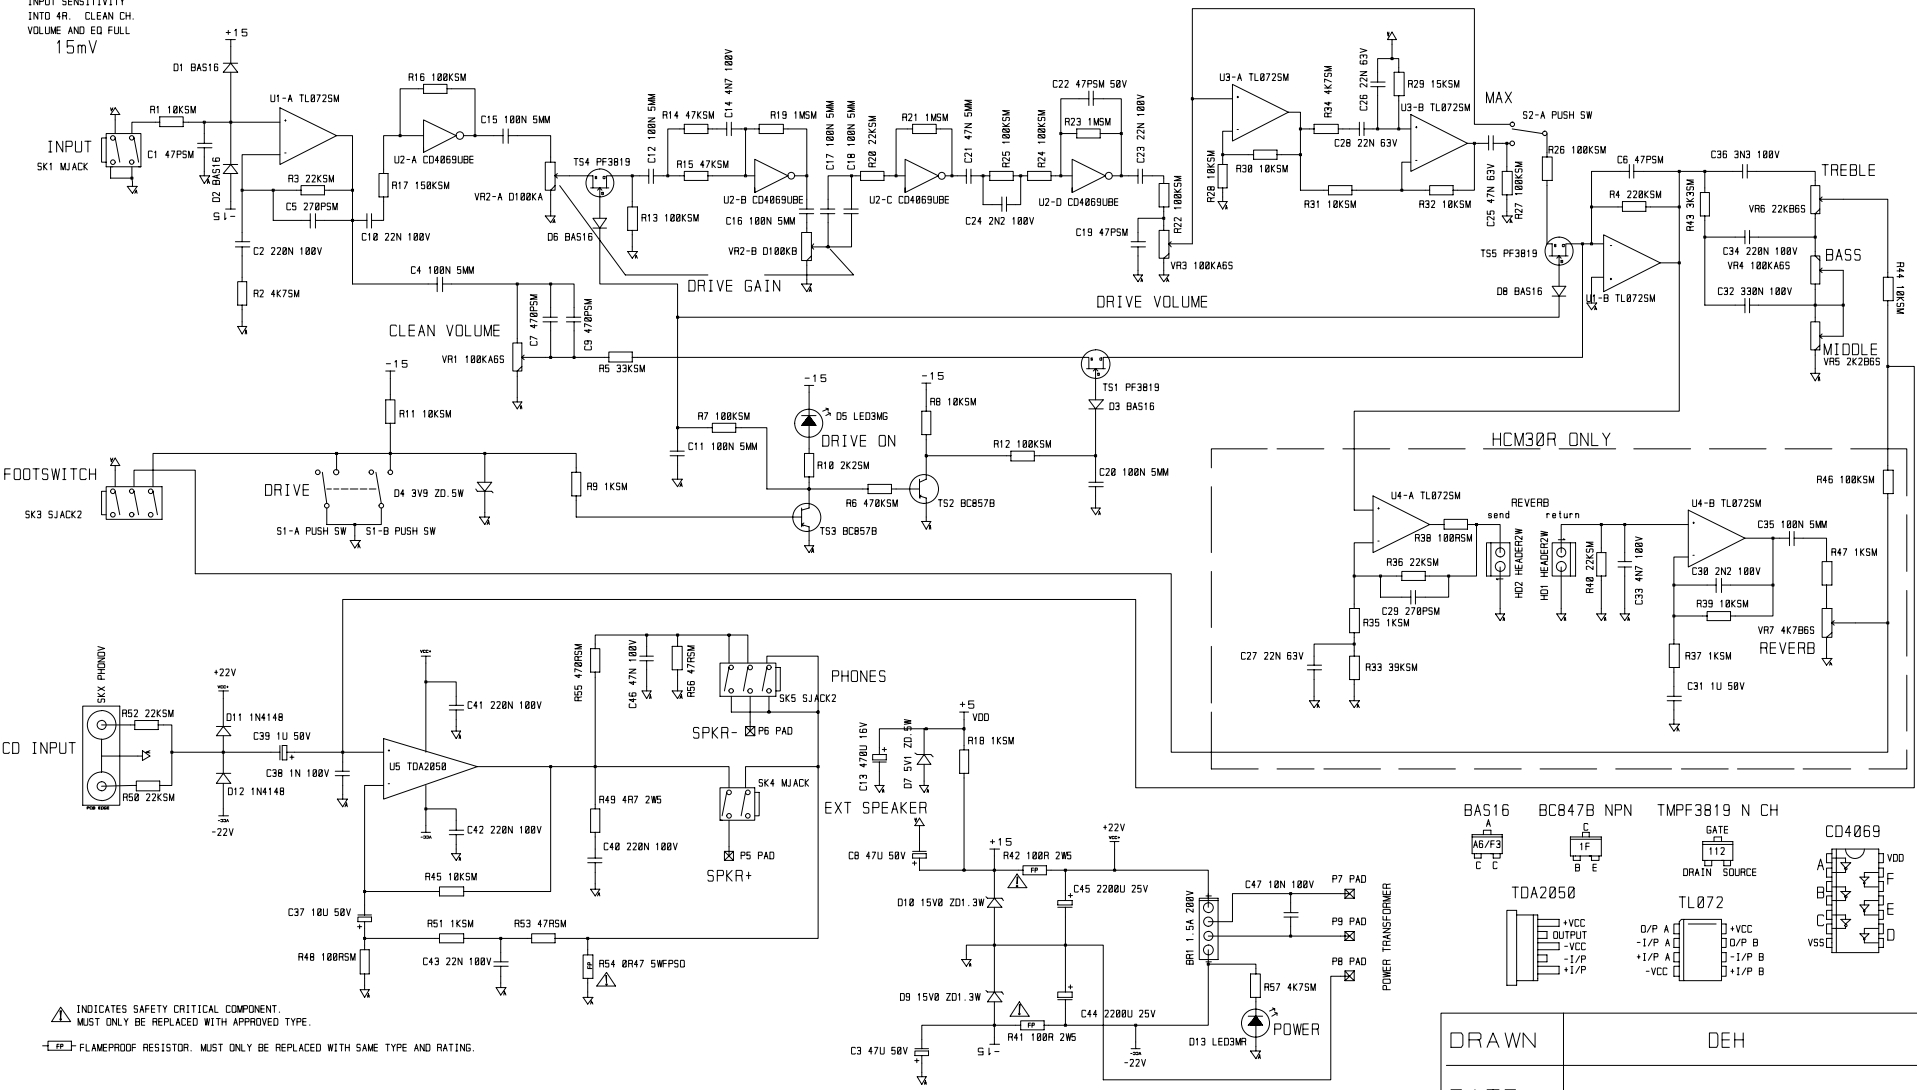 INPUT SENSITIVITY
INTO 4R. CLEAN CH.
VOLUME AND EQ FULL
15mV
+15
D1 BAS16
R1 10KSM
INPUT
SK1 MJACK
C1 47PSM
D2 BAS16
-15
U1-A TL072SM
R3 22KSM
C5 270PSM
C2 220N 100V
R2 4K7SM
R16 100KSM
U2-A CD4069UBE
R17 150KSM
C10 22N 100V
C15 100N 5MM
VR2-A D100KA
C4 100N 5MM
TS4 PF3819
D6 BAS16
C12 100N 5MM
R13 100KSM
R14 47KSM
C14 4N7 100V
R15 47KSM
R19 1MSM
U2-B CD4069UBE
C16 100N 5MM
VR2-B D100KB
DRIVE GAIN
C17 100N 5MM
C18 100N 5MM
R20 22KSM
R21 1MSM
U2-C CD4069UBE
C21 47N 5MM
R25 100KSM
C24 2N2 100V
R24 100KSM
C22 47PSM 50V
R23 1MSM
U2-D CD4069UBE
C23 22N 100V
R22 100KSM
C19 47PSM
VR3 100KA6S
DRIVE VOLUME
U3-A TL072SM
R28 10KSM
R30 10KSM
R31 10KSM
R34 4K7SM
C28 22N 63V
C26 22N 63V
R29 15KSM
U3-B TL072SM
R32 10KSM
C25 47N 63V
R27 100KSM
MAX
S2-A PUSH SW
R26 100KSM
TS5 PF3819
D8 BAS16
C6 47PSM
R4 220KSM
U1-B TL072SM
R43 3K3SM
C36 3N3 100V
TREBLE
VR6 22KB6S
C34 220N 100V
VR4 100KA6S
BASS
C32 330N 100V
MIDDLE
VR5 2K2B6S
R44 10KSM
CLEAN VOLUME
VR1 100KA6S
C7 470PSM
C9 470PSM
R5 33KSM
TS1 PF3819
D3 BAS16
-15
R11 10KSM
FOOTSWITCH
SK3 SJACK2
DRIVE
S1-A PUSH SW
S1-B PUSH SW
D4 3V9 ZD.5W
R9 1KSM
C11 100N 5MM
R7 100KSM
-15
D5 LED3MG
DRIVE ON
R10 2K2SM
TS3 BC857B
R6 470KSM
-15
R8 10KSM
TS2 BC857B
R12 100KSM
C20 100N 5MM
HCM30R ONLY
U4-A TL072SM
R38 100RSM
R36 22KSM
C29 270PSM
R35 1KSM
C27 22N 63V
R33 39KSM
REVERB
send
return
HD2 HEADER2W
HD1 HEADER2W
R40 22KSM
C33 4N7 100V
U4-B TL072SM
C35 100N 5MM
C30 2N2 100V
R39 10KSM
R37 1KSM
C31 1U 50V
R47 1KSM
VR7 4K7B6S
REVERB
R46 100KSM
CD INPUT
SKX PHONOV
PCB EDGE
R52 22KSM
R50 22KSM
+22V
VCC+
D11 1N4148
D12 1N4148
-22V
C39 1U 50V
C38 1N 100V
U5 TDA2050
VCC+
C41 220N 100V
C42 220N 100V
R45 10KSM
C37 10U 50V
R48 100RSM
R51 1KSM
C43 22N 100V
R53 47RSM
R54 0R47 5WFPSD
FP
R55 470RSM
C46 47N 100V
R56 47RSM
R49 4R7 2W5
C40 220N 100V
PHONES
SK5 SJACK2
SPKR-
P6 PAD
SK4 MJACK
P5 PAD
SPKR+
EXT SPEAKER
+5
VDD
C13 470U 16V
D7 5V1 ZD.5W
R18 1KSM
C8 47U 50V
+15
R42 100R 2W5
FP
+22V
VCC+
D10 15V0 ZD1.3W
C45 2200U 25V
D9 15V0 ZD1.3W
C44 2200U 25V
C3 47U 50V
-15
FP
R41 100R 2W5
-22V
BR1 1.5A 200V
C47 10N 100V
P7 PAD
P9 PAD
P8 PAD
POWER TRANSFORMER
R57 4K7SM
D13 LED3MR
POWER
BAS16
A
A6/F3
C C
BC847B NPN
C
1F
B E
TMPF3819 N CH
GATE
112
DRAIN SOURCE
CD4069
A
B
C
VSS
VDD
F
E
D
TDA2050
+VCC
OUTPUT
-VCC
-I/P
+I/P
TL072
O/P A
-I/P A
+I/P A
-VCC
+VCC
O/P B
-I/P B
+I/P B
INDICATES SAFETY CRITICAL COMPONENT.
MUST ONLY BE REPLACED WITH APPROVED TYPE.
FP FLAMEPROOF RESISTOR. MUST ONLY BE REPLACED WITH SAME TYPE AND RATING.
DRAWN DEH